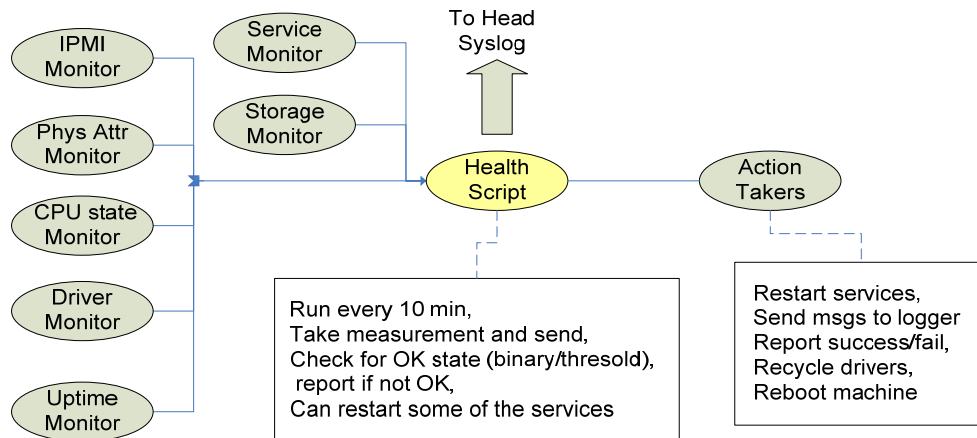 IPMI
Monitor
Phys Attr
Monitor
CPU state
Monitor
Driver
Monitor
Uptime
Monitor
Service
Monitor
Storage
Monitor
To Head
Syslog
Health
Script
Action
Takers
Run every 10 min,
Take measurement and send,
Check for OK state (binary/thresold),
report if not OK,
Can restart some of the services
Restart services,
Send msgs to logger
Report success/fail,
Recycle drivers,
Reboot machine